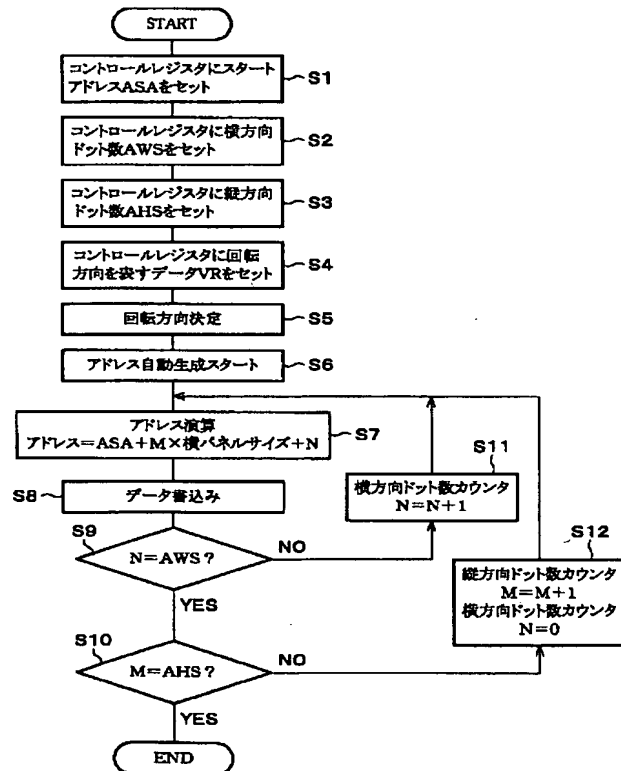 START
コントロールレジスタにスタート
アドレスASAをセット
S1
コントロールレジスタに横方向
ドット数AWSをセット
S2
コントロールレジスタに縦方向
ドット数AHSをセット
S3
コントロールレジスタに回転
方向を表すデータVRをセット
S4
回転方向決定
S5
アドレス自動生成スタート
S6
アドレス演算
アドレス=ASA+M×横パネルサイズ+N
S7
S8
データ書込み
S11
横方向ドット数カウンタ
N=N+1
S9
N=AWS?
NO
YES
S12
縦方向ドット数カウンタ
M=M+1
横方向ドット数カウンタ
N=0
S10
M=AHS?
NO
YES
END